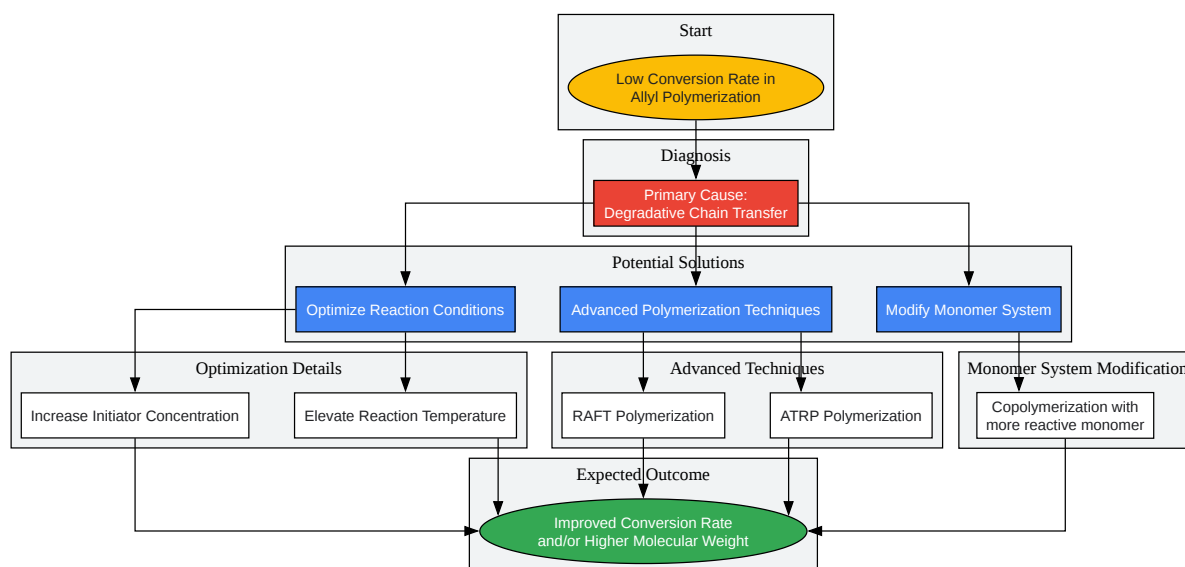 Start
Low Conversion Rate in
Allyl Polymerization
Diagnosis
Primary Cause:
Degradative Chain Transfer
Potential Solutions
Optimize Reaction Conditions
Advanced Polymerization Techniques
Modify Monomer System
Optimization Details
Advanced Techniques
Monomer System Modification
Increase Initiator Concentration
Elevate Reaction Temperature
RAFT Polymerization
ATRP Polymerization
Copolymerization with
more reactive monomer
Expected Outcome
Improved Conversion Rate
and/or Higher Molecular Weight